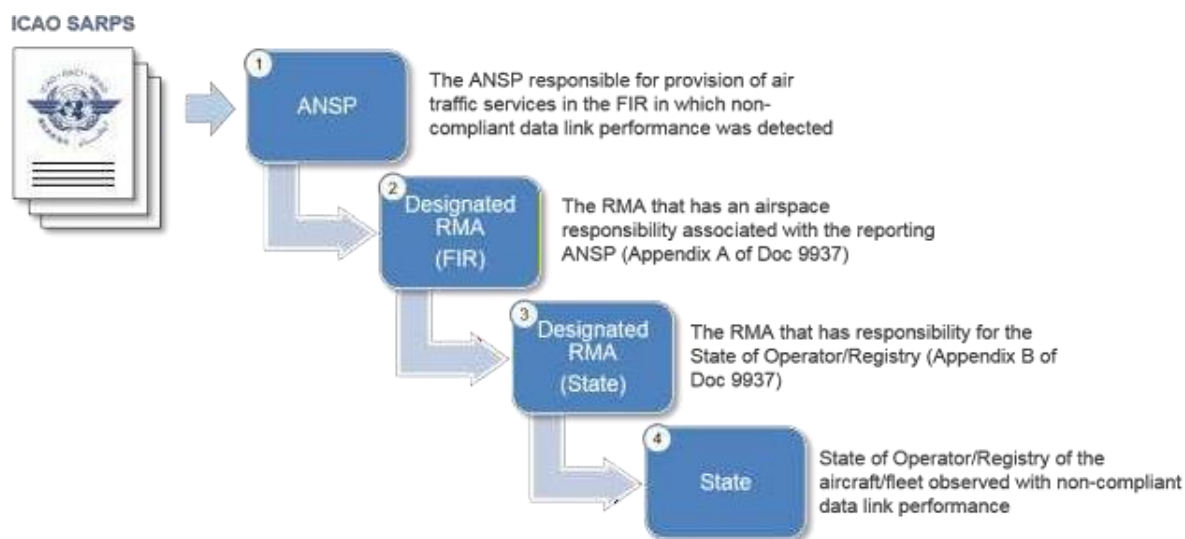 ICAO SARPS
1
ANSP
The ANSP responsible for provision of air
traffic services in the FIR in which non-
compliant data link performance was detected
2
Designated
RMA
(FIR)
The RMA that has an airspace
responsibility associated with the reporting
ANSP (Appendix A of Doc 9937)
3
Designated
RMA
(State)
The RMA that has responsibility for the
State of Operator/Registry (Appendix B of
Doc 9937)
4
State
State of Operator/Registry of the
aircraft/fleet observed with non-compliant
data link performance